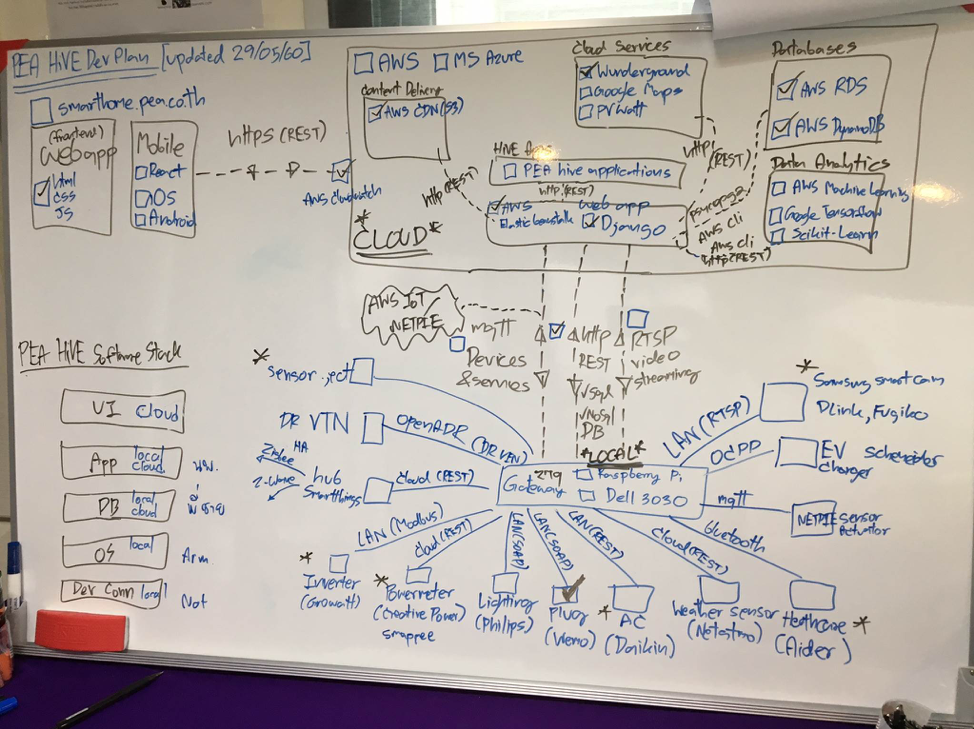 PEA HiVE Dev Plan [updated 29/05/60]
smarthome.pea.co.th
(frontend)
Web app
html
css
JS
Mobile
React
iOS
Android
https (REST)
AWS Cloudwatch
AWS
MS Azure
Content Delivery
AWS CDN (S3)
http (REST)
*CLOUD*
Cloud Services
Wunderground
Google Maps
PVWatt
HiVE Apps
PEA hive applications
http (REST)
AWS
Elastic beanstalk
Web app
Django
http (REST)
psycopg2
AWS Cli
Aws cli
http (REST)
Databases
AWS RDS
AWS DynamoDB
Data Analytics
AWS Machine Learning
Google Tensorflow
Scikit-Learn
AWS IoT
NETPIE
mqtt
Devices
& services
http
REST
RTSP
video
streaming
DB
PEA HiVE Software Stack
UI Cloud
App local cloud
DB local cloud
OS local
Arm
Dev Conn local
Not
*LOCAL*
Gateway
Raspberry Pi
Dell 3030
* sensor.ject
DR VTN
OpenADR (DR VEN)
Zigbee HA
Z-wave
hub
Smartthings
cloud (REST)
LAN (Modbus)
* Inverter
(Growatt)
cloud (REST)
* Powermeter
(Creative Power)
smappee
LAN (SOAP)
Lighting
(Philips)
LAN (SOAP)
Plug
(Wemo)
LAN (REST)
* AC
(Daikin)
Cloud (REST)
Weather sensor
(Netatmo)
bluetooth
Healthcare *
LAN (RTSP)
*
Samsung smart cam
DLink, Fugiko
OCPP
EV
Charger
mqtt
NETPIE sensor
Actuator